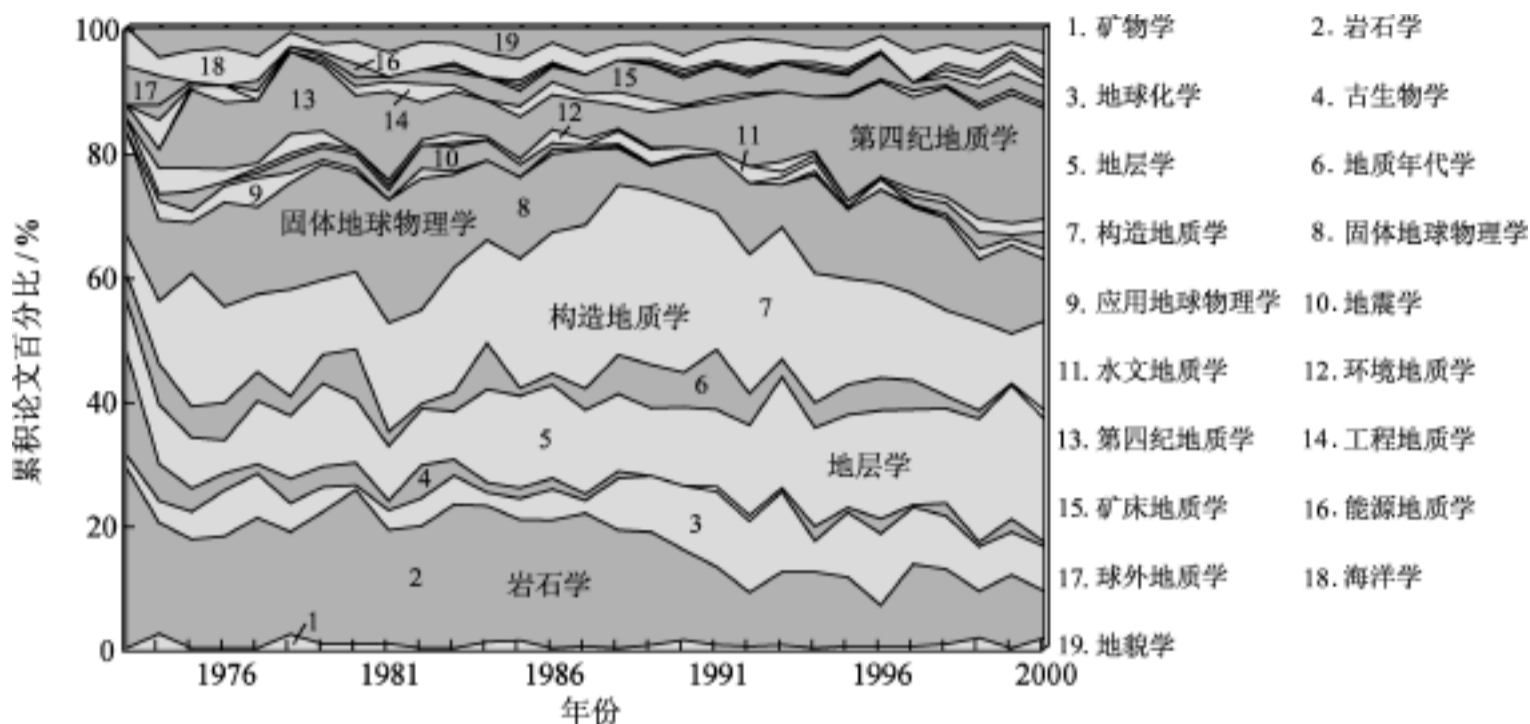 100
80
60
40
20
0
累积论文百分比/%
1976 1981 1986 1991 1996 2000
年份
19
18
16
17
15
13
14
12
第四纪地质学
11
10
9
8
固体地球物理学
构造地质学
7
6
5
地层学
4
3
2
岩石学
1
1. 矿物学 2. 岩石学
3. 地球化学 4. 古生物学
5. 地层学 6. 地质年代学
7. 构造地质学 8. 固体地球物理学
9. 应用地球物理学 10. 地震学
11. 水文地质学 12. 环境地质学
13. 第四纪地质学 14. 工程地质学
15. 矿床地质学 16. 能源地质学
17. 球外地质学 18. 海洋学
19. 地貌学